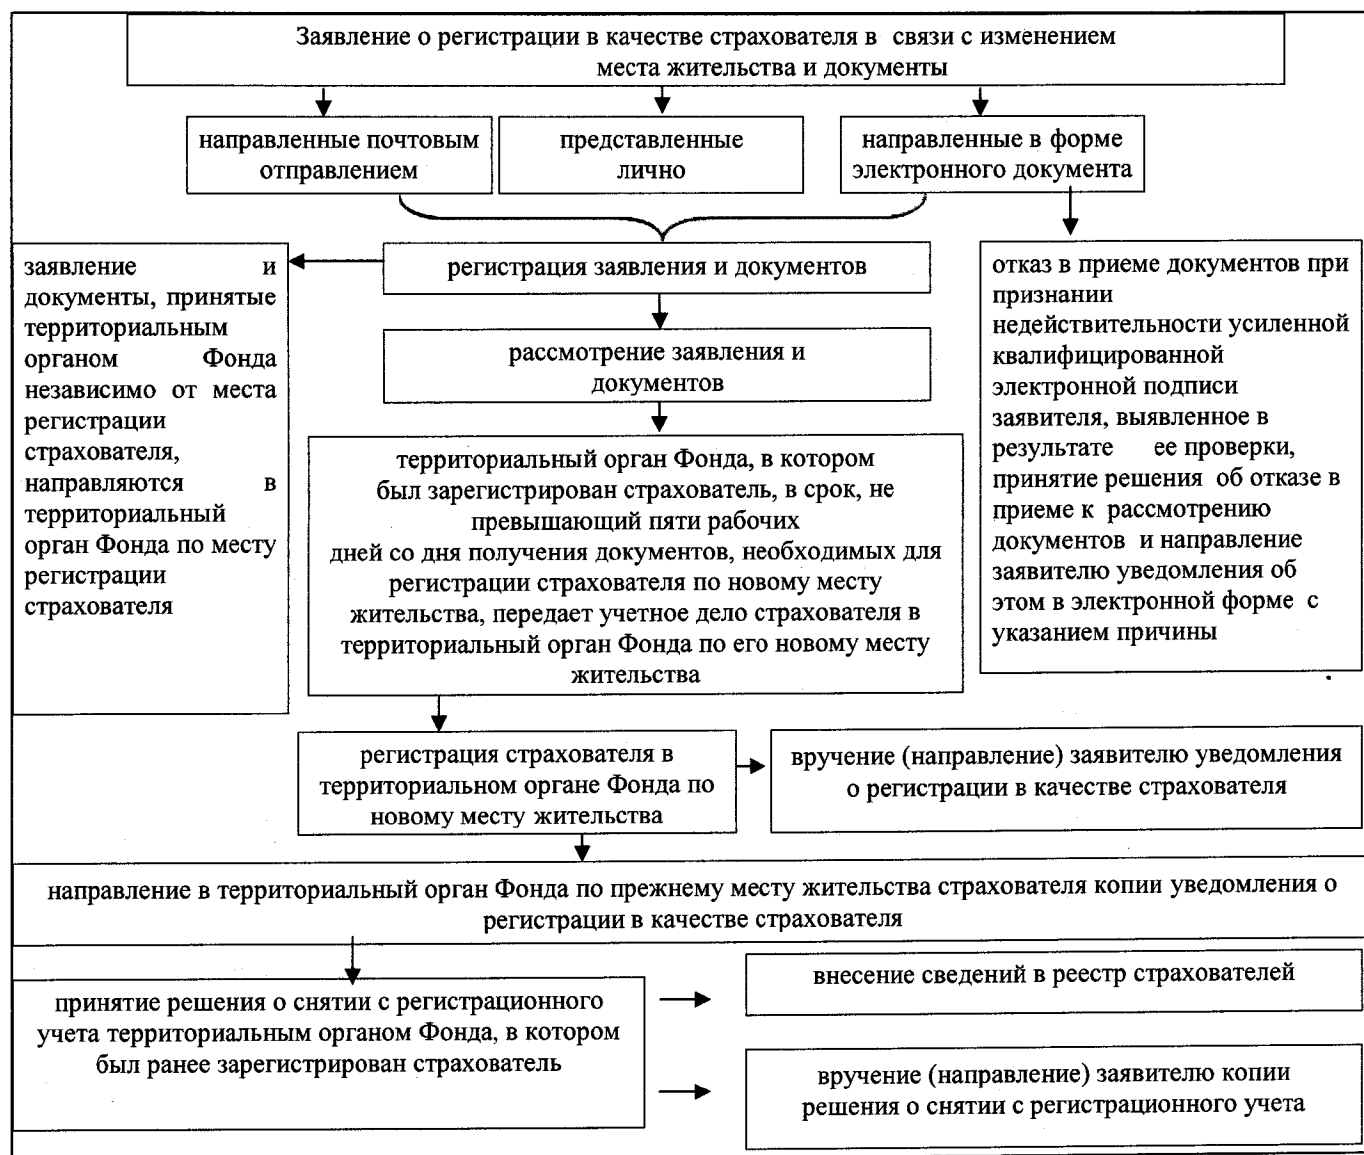 Заявление о регистрации в качестве страхователя в связи с изменением
места жительства и документы
направленные почтовым
отправлением
представленные
лично
направленные в форме
электронного документа
заявление и
документы, принятые
территориальным
органом Фонда
независимо от места
регистрации
страхователя,
направляются в
территориальный
орган Фонда по месту
регистрации
страхователя
регистрация заявления и документов
рассмотрение заявления и
документов
территориальный орган Фонда, в котором
был зарегистрирован страхователь, в срок, не
превышающий пяти рабочих
дней со дня получения документов, необходимых для
регистрации страхователя по новому месту
жительства, передает учетное дело страхователя в
территориальный орган Фонда по его новому месту
жительства
отказ в приеме документов при
признании
недействительности усиленной
квалифицированной
электронной подписи
заявителя, выявленное в
результате ее проверки,
принятие решения об отказе в
приеме к рассмотрению
документов и направление
заявителю уведомления об
этом в электронной форме с
указанием причины
регистрация страхователя в
территориальном органе Фонда по
новому месту жительства
вручение (направление) заявителю уведомления
о регистрации в качестве страхователя
направление в территориальный орган Фонда по прежнему месту жительства страхователя копии уведомления о
регистрации в качестве страхователя
принятие решения о снятии с регистрационного
учета территориальным органом Фонда, в котором
был ранее зарегистрирован страхователь
внесение сведений в реестр страхователей
вручение (направление) заявителю копии
решения о снятии с регистрационного учета